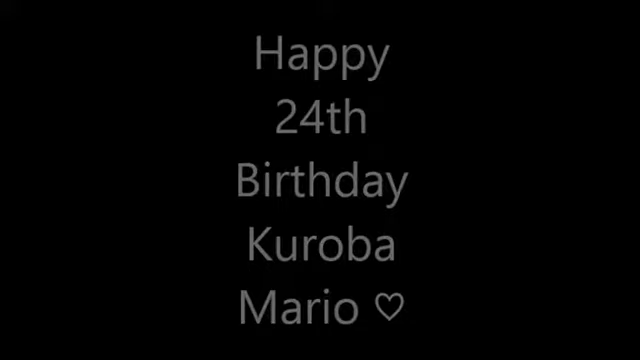 Happy
24th
Birthday
Kuroba
Mario ♡